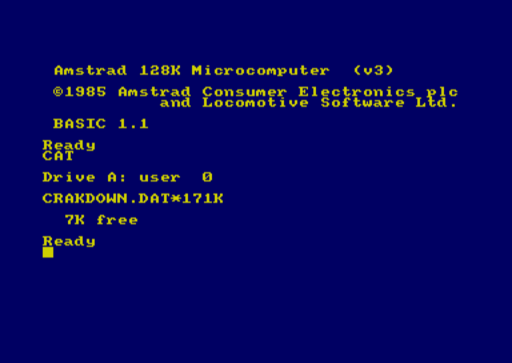 Amstrad 128K Microcomputer (v3)
©1985 Amstrad Consumer Electronics plc
and Locomotive Software Ltd.
BASIC 1.1
Ready
CAT
Drive A: user 0
CRAKDOWN.DAT*171K
7K free
Ready